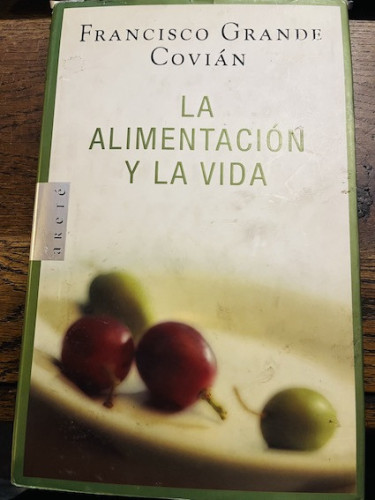 Francisco Grande
Covián
LA
ALIMENTACIÓN
Y LA VIDA
areté